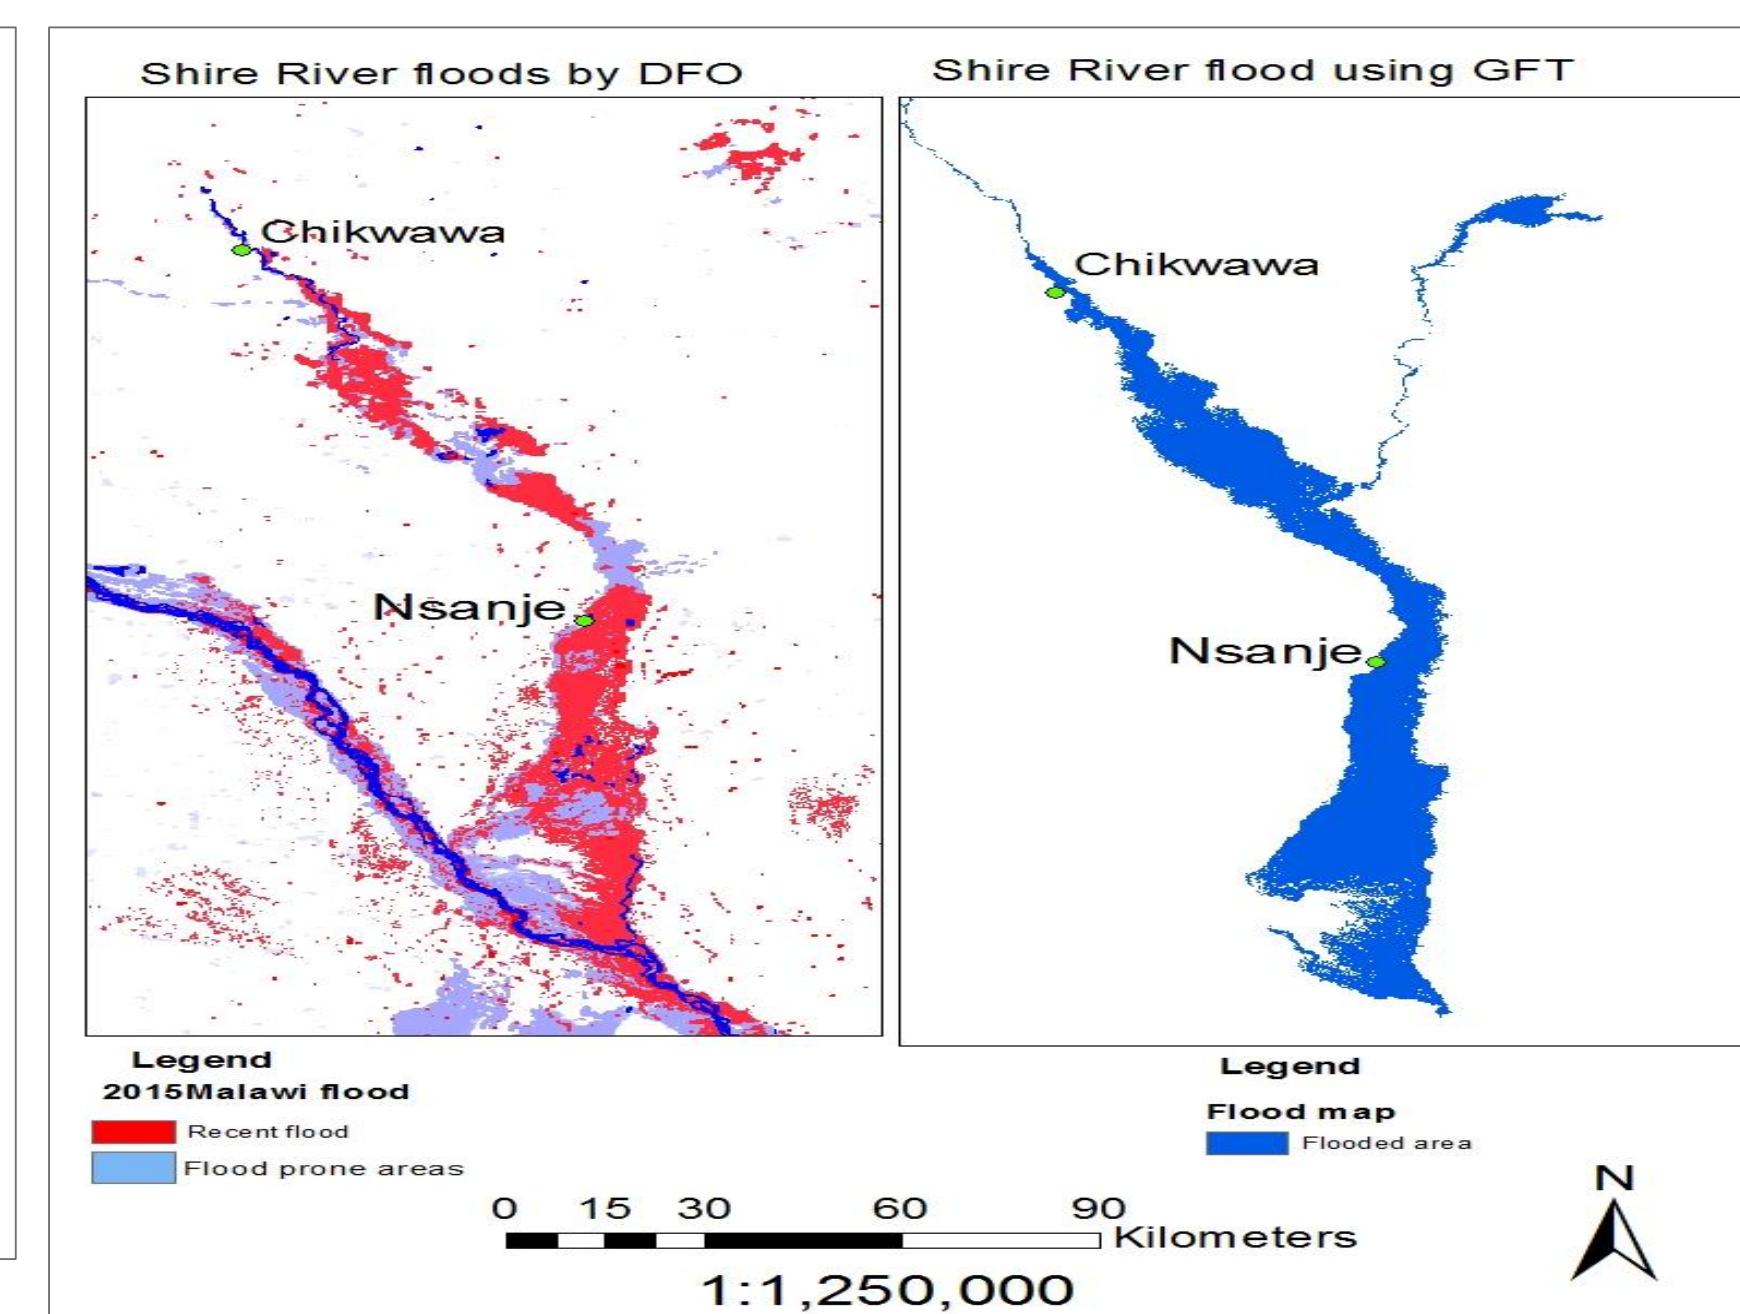 Shire River floods by DFO
Chikwawa
Nsanje
Legend
2015Malawi flood
Recent flood
Flood prone areas
Shire River flood using GFT
Chikwawa
Nsanje
Legend
Flood map
Flooded area
N
0 15 30 60 90
Kilometers
1:1,250,000